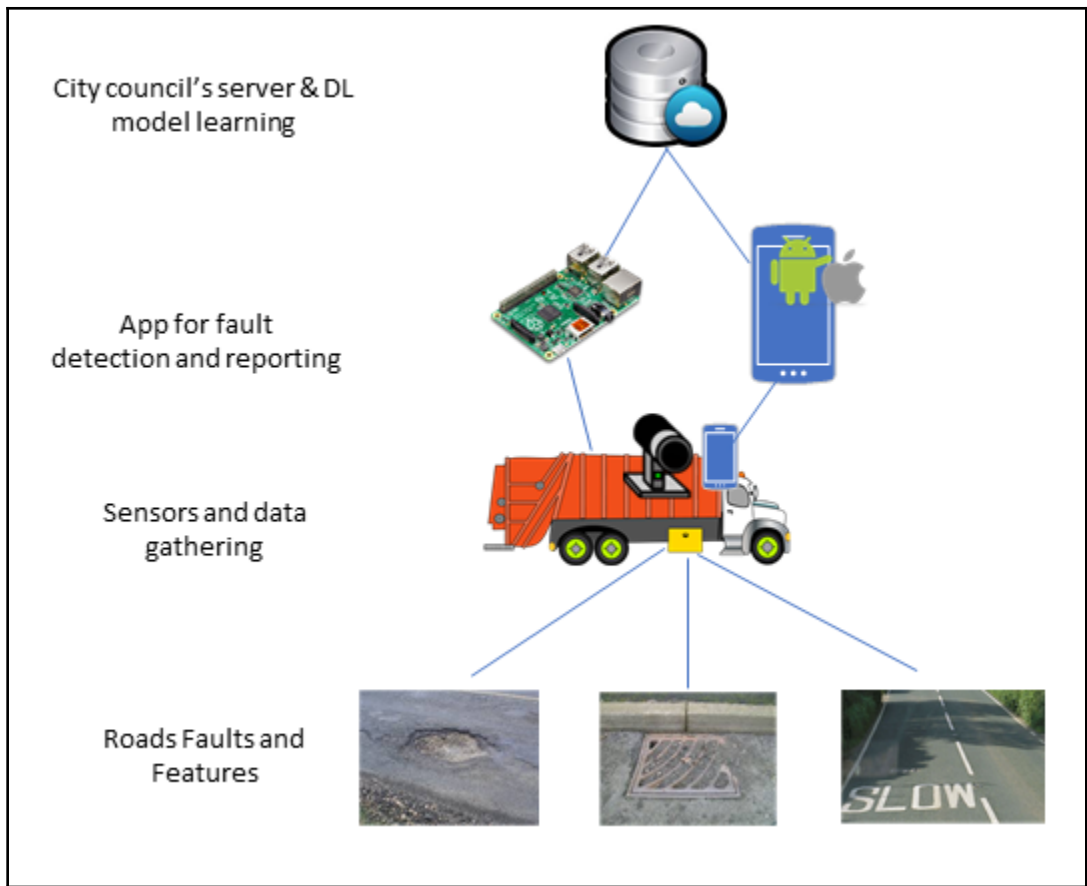 City council's server & DL
model learning
App for fault
detection and reporting
Sensors and data
gathering
Roads Faults and
Features
SLOW